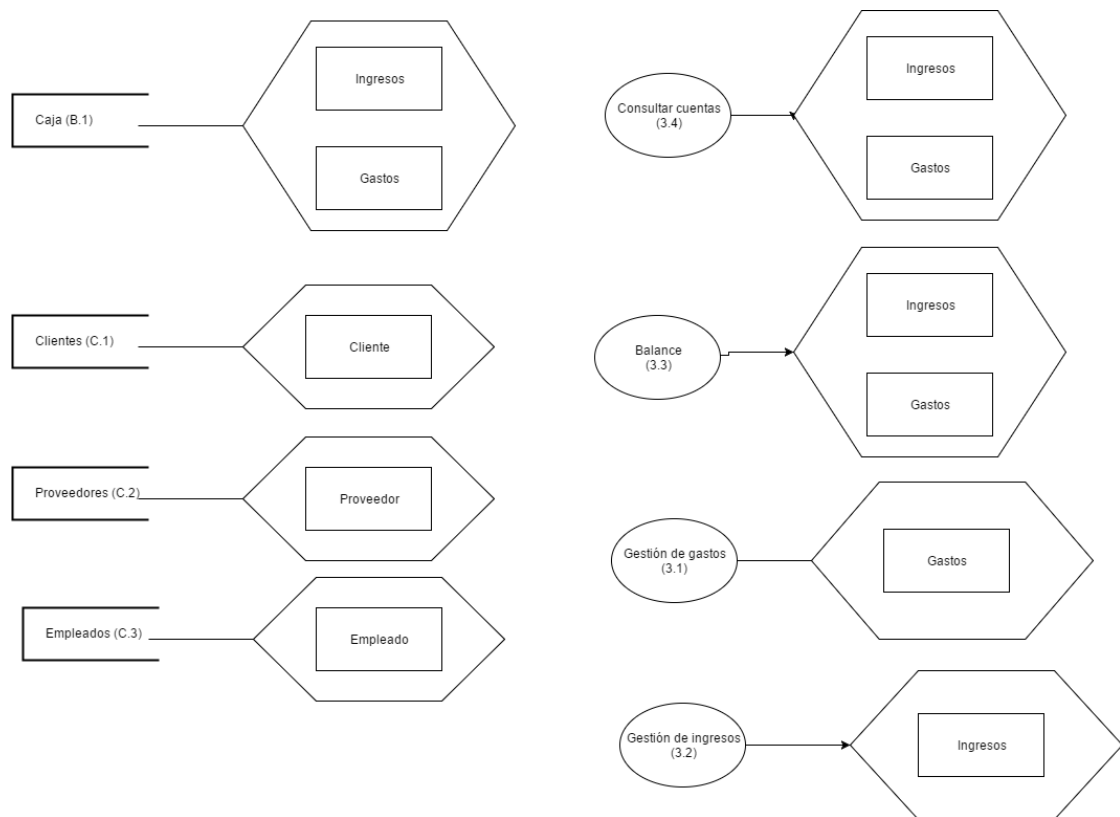 Caja (B.1)
Ingresos
Gastos
Clientes (C.1)
Cliente
Proveedores (C.2)
Proveedor
Empleados (C.3)
Empleado
Consultar cuentas
(3.4)
Ingresos
Gastos
Balance
(3.3)
Ingresos
Gastos
Gestión de gastos
(3.1)
Gastos
Gestión de ingresos
(3.2)
Ingresos